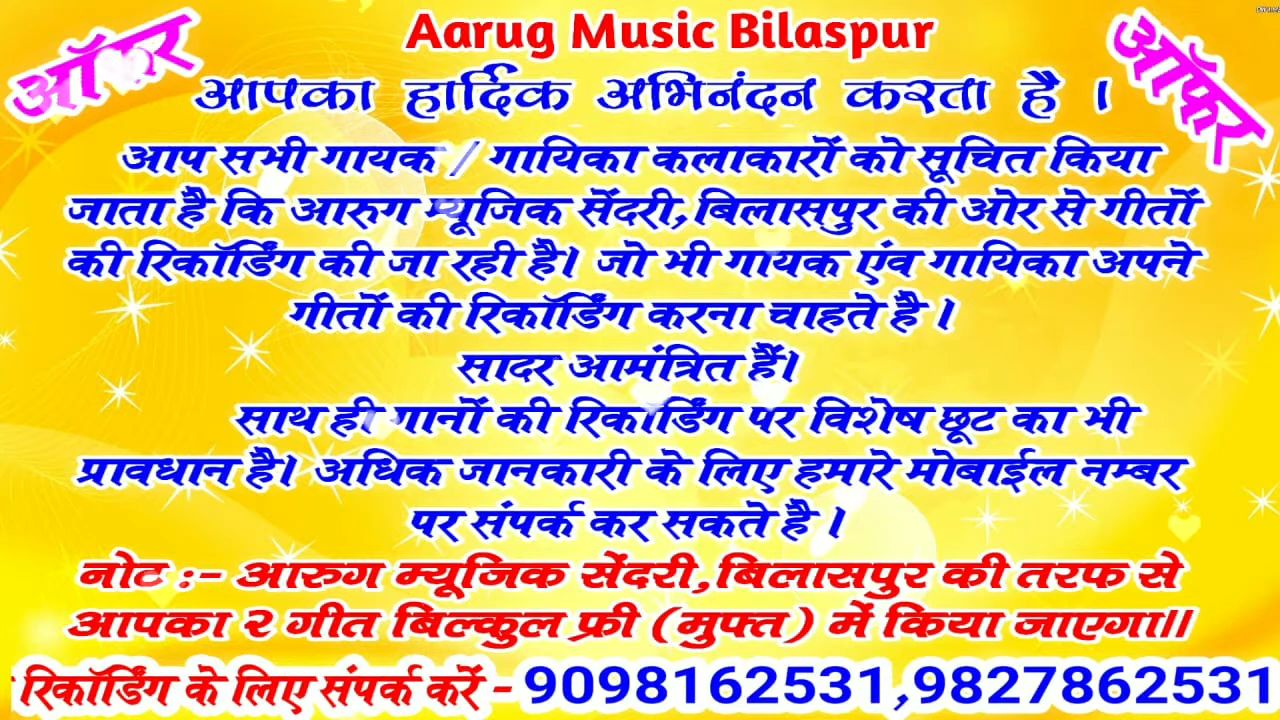 Aarug Music Bilaspur
ऑफर
ऑफर
आपका हार्दिक अभिनंदन करता है ।
आप सभी गायक / गायिका कलाकारों को सूचित किया
जाता है कि आरुग म्यूजिक सेंदरी,बिलासपुर की ओर से गीतों
की रिकॉर्डिंग की जा रही है। जो भी गायक एंव गायिका अपने
गीतों की रिकॉर्डिंग करना चाहते है ।
सादर आमंत्रित हैं।
साथ ही गानों की रिकार्डिंग पर विशेष छूट का भी
प्रावधान है। अधिक जानकारी के लिए हमारे मोबाईल नम्बर
पर संपर्क कर सकते है ।
नोट :- आरुग म्यूजिक सेंदरी,बिलासपुर की तरफ से
आपका २ गीत बिल्कुल फ्री (मुफ्त) में किया जाएगा॥
रिकॉर्डिंग के लिए संपर्क करें - 9098162531,9827862531